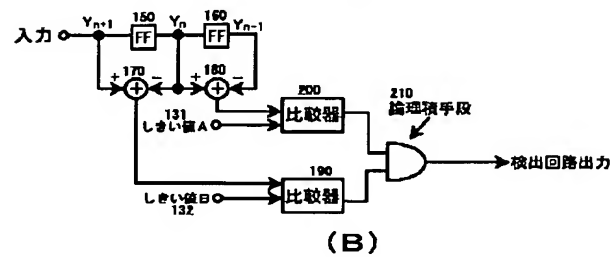 150 160
Yn+1 Yn Yn-1
入力 FF FF
+ 170 − + 180 −
200
210
論理積手段
131
しきい値A
比較器
検出回路出力
190
しきい値B
132
比較器
(B)